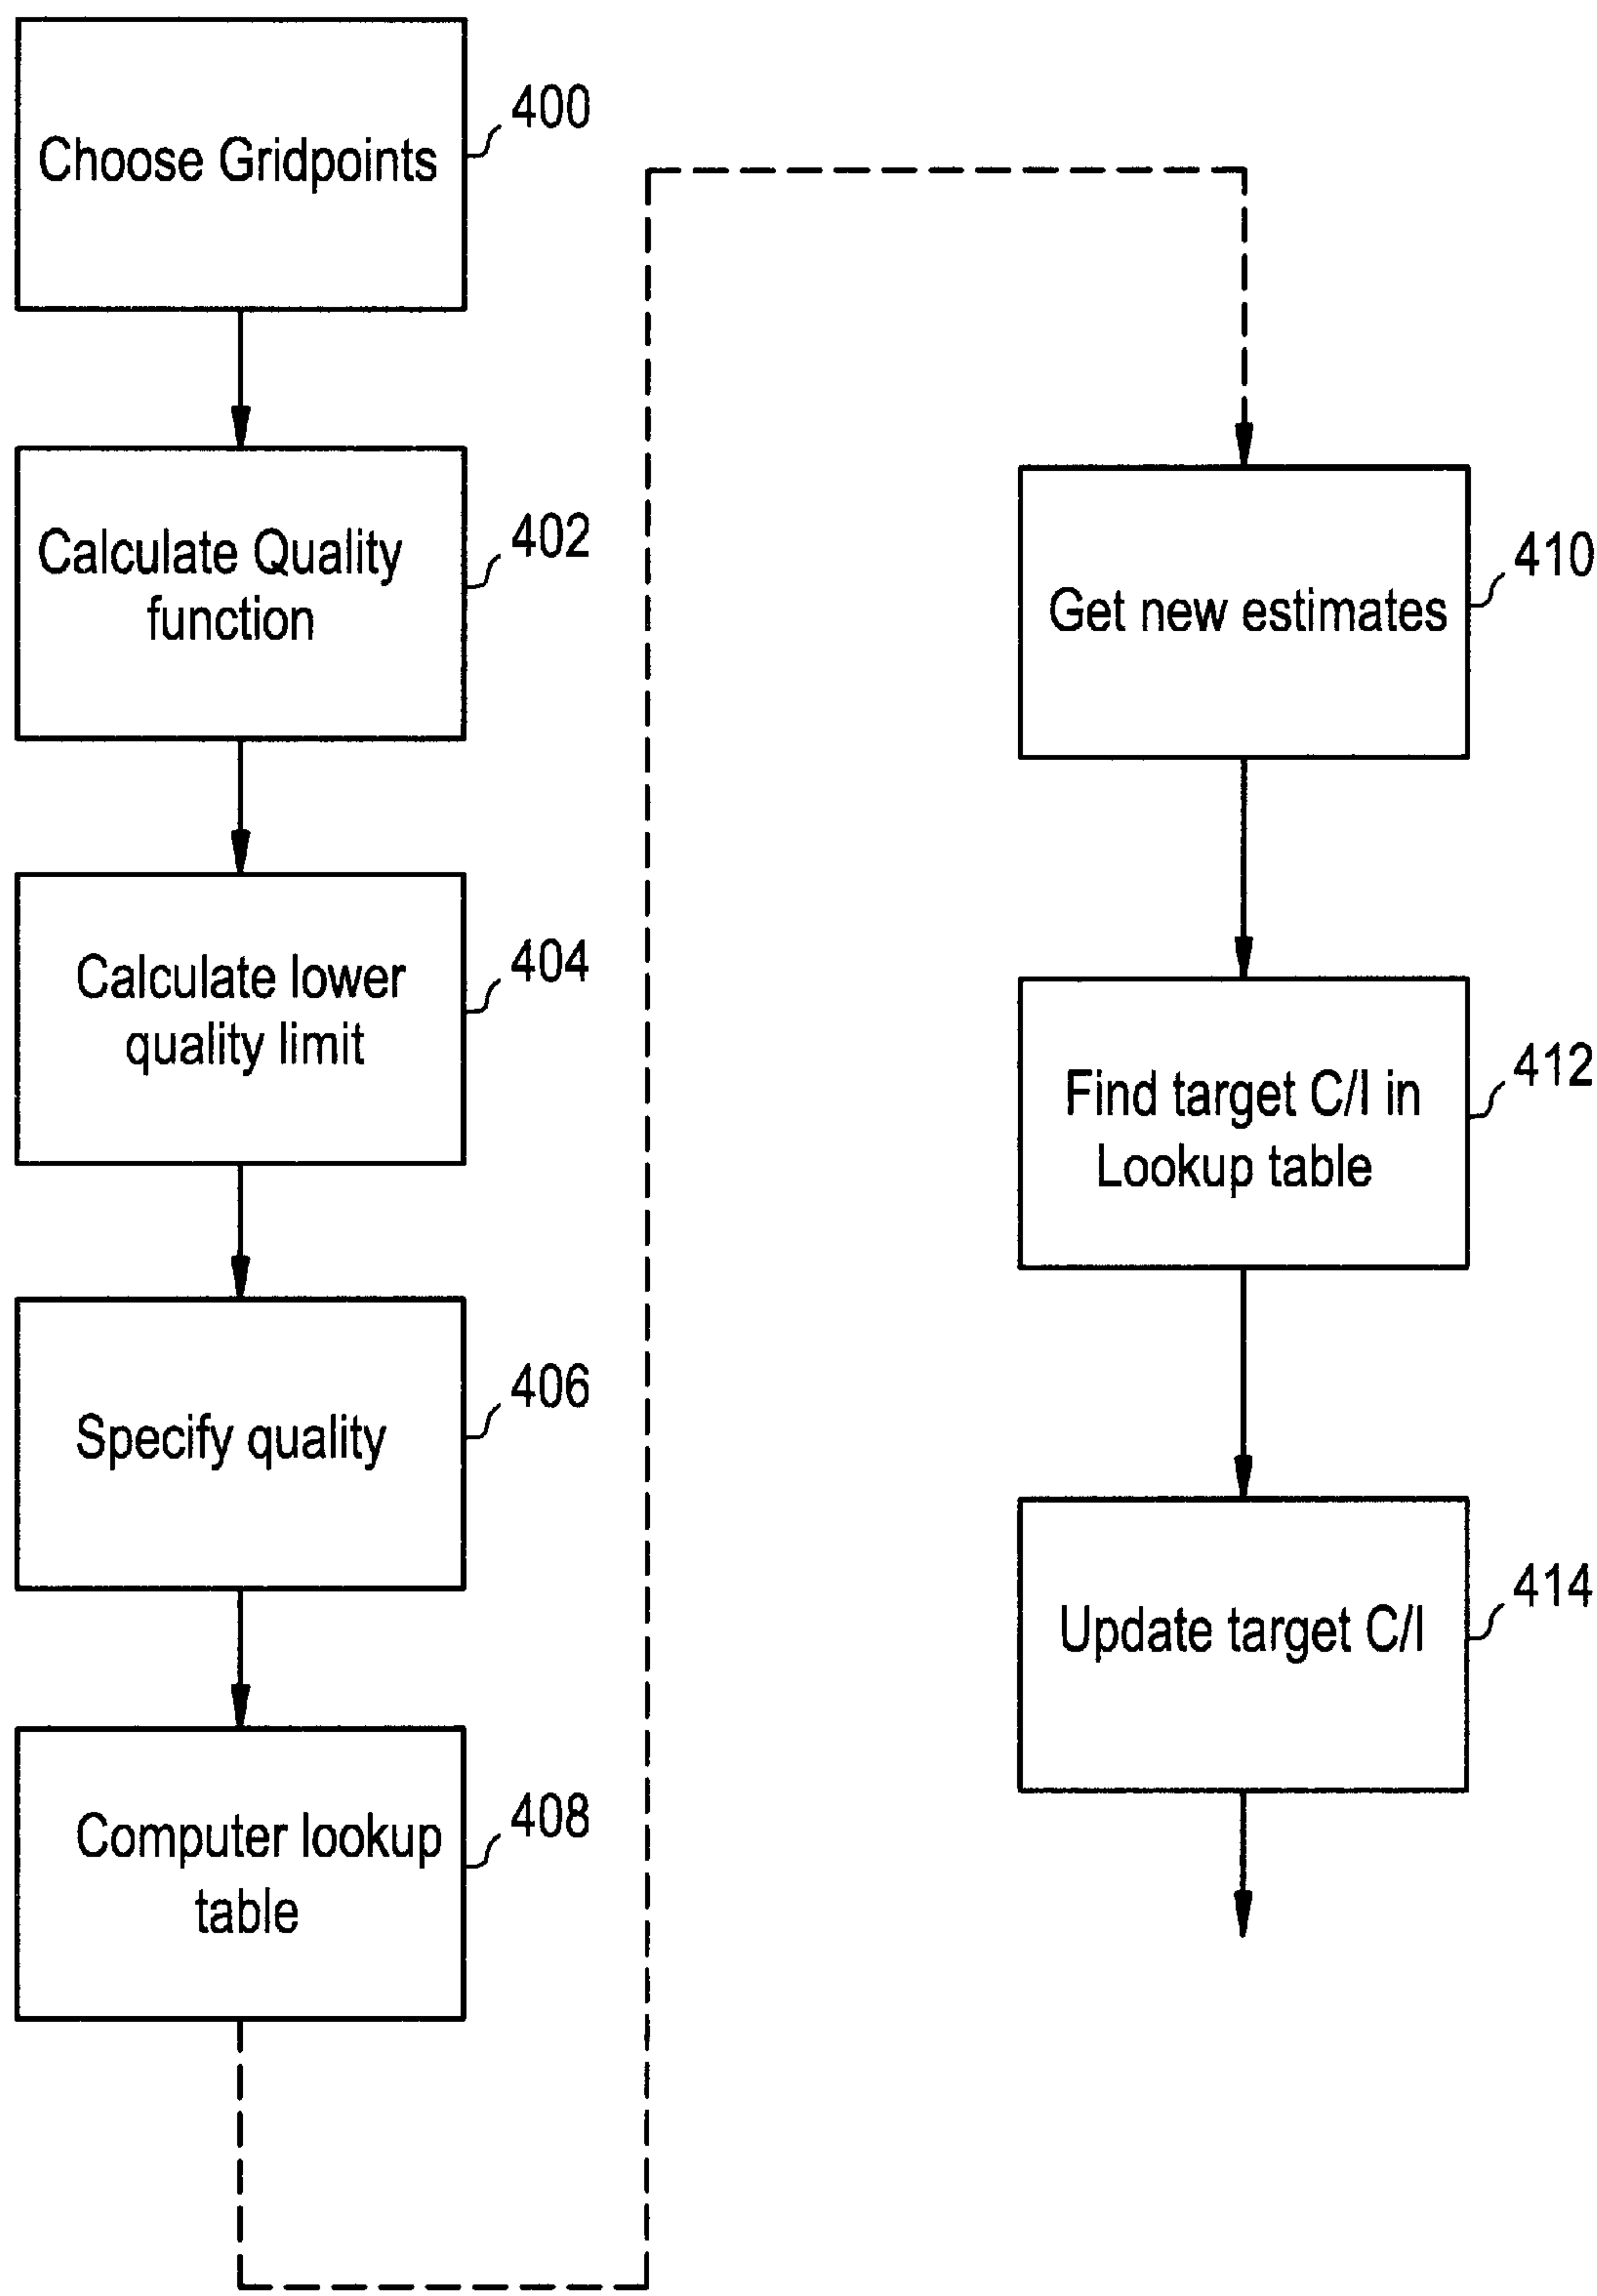 Choose Gridpoints
400
Calculate Quality
function
402
Calculate lower
quality limit
404
Specify quality
406
Computer lookup
table
408
Get new estimates
410
Find target C/I in
Lookup table
412
Update target C/I
414